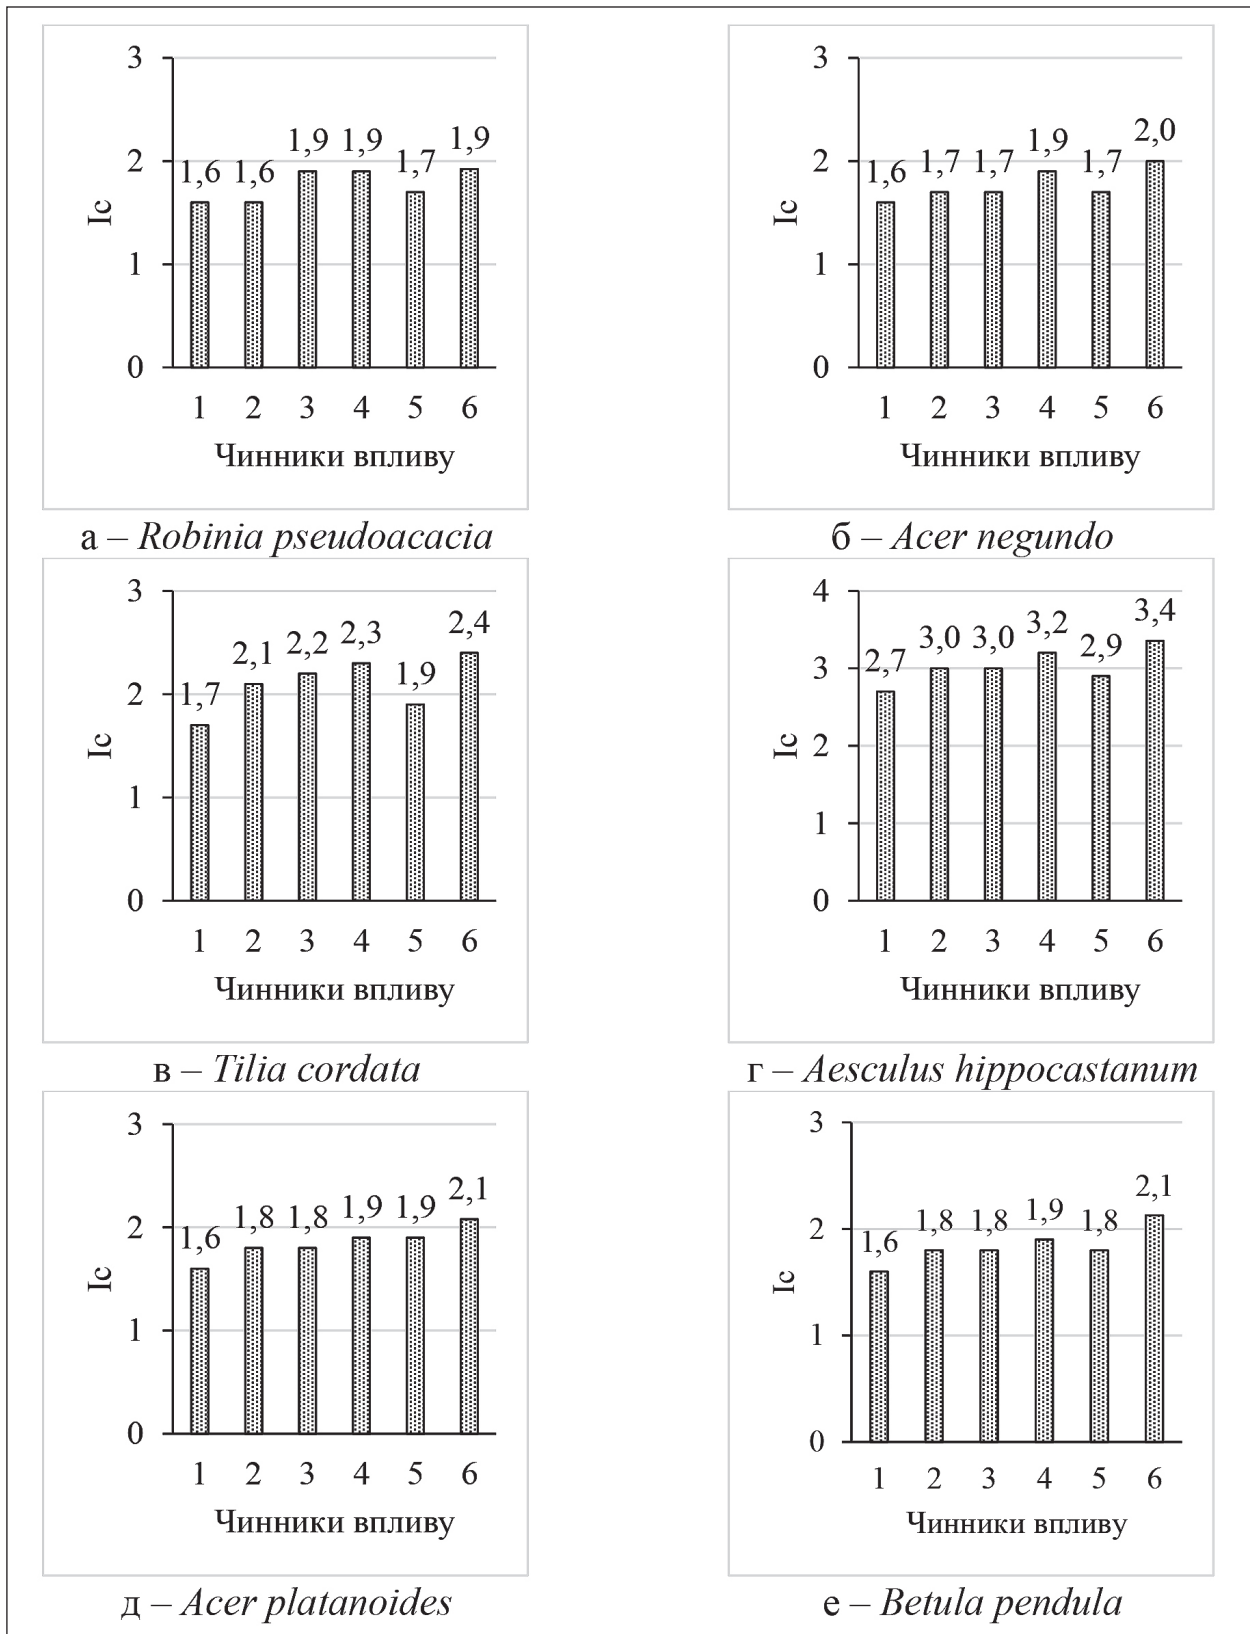 3
2
1
0
Ic
1,6 1,6 1,9 1,9 1,7 1,9
1 2 3 4 5 6
Чинники впливу
а – Robinia pseudoacacia
3
2
1
0
Ic
1,6 1,7 1,7 1,9 1,7 2,0
1 2 3 4 5 6
Чинники впливу
б – Acer negundo
3
2
1
0
Ic
1,7 2,1 2,2 2,3 1,9 2,4
1 2 3 4 5 6
Чинники впливу
в – Tilia cordata
4
3
2
1
0
Ic
2,7 3,0 3,0 3,2 2,9 3,4
1 2 3 4 5 6
Чинники впливу
г – Aesculus hippocastanum
3
2
1
0
Ic
1,6 1,8 1,8 1,9 1,9 2,1
1 2 3 4 5 6
Чинники впливу
д – Acer platanoides
3
2
1
0
Ic
1,6 1,8 1,8 1,9 1,8 2,1
1 2 3 4 5 6
Чинники впливу
е – Betula pendula